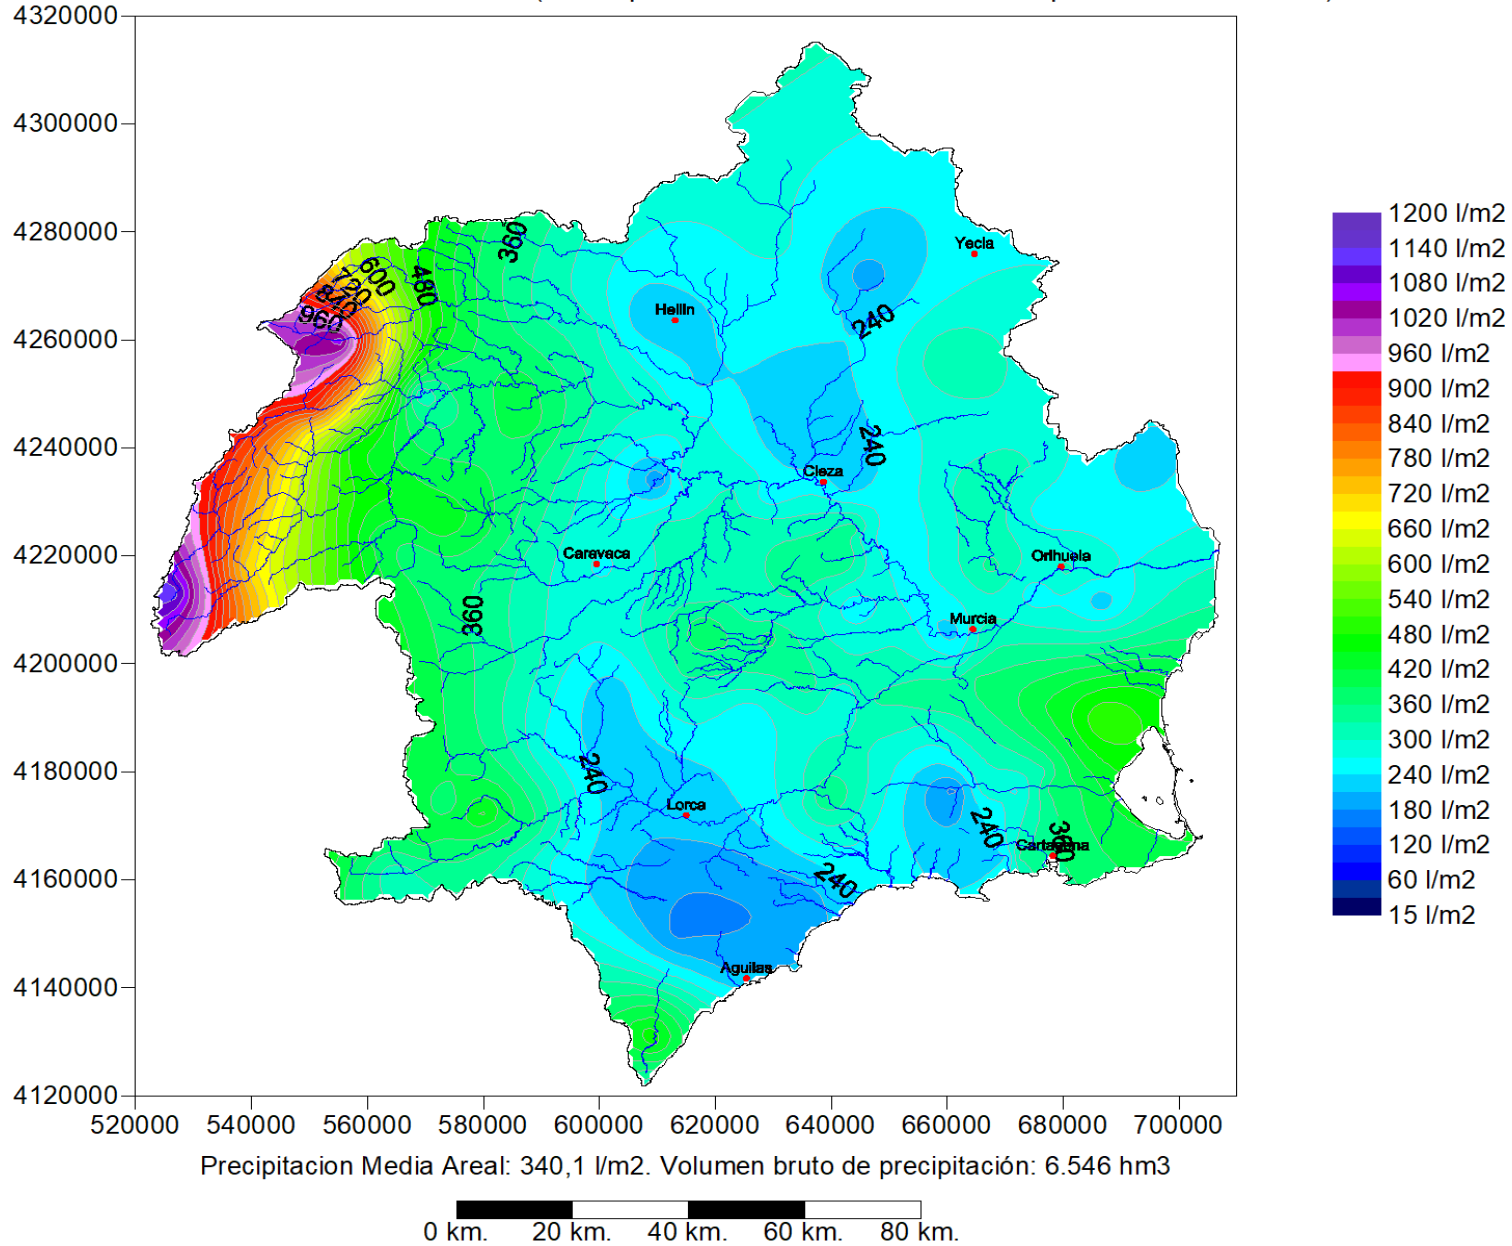 4320000
4300000
4280000
4260000
4240000
4220000
4200000
4180000
4160000
4140000
4120000
520000 540000 560000 580000 600000 620000 640000 660000 680000 700000
360
600
480
720
840
960
Yecla
Hellin
240
240
Cieza
Caravaca
Orihuela
360
Murcia
240
Lorca
240
360
Cartagena
240
Aguilas
1200 l/m2
1140 l/m2
1080 l/m2
1020 l/m2
960 l/m2
900 l/m2
840 l/m2
780 l/m2
720 l/m2
660 l/m2
600 l/m2
540 l/m2
480 l/m2
420 l/m2
360 l/m2
300 l/m2
240 l/m2
180 l/m2
120 l/m2
60 l/m2
15 l/m2
Precipitacion Media Areal: 340,1 l/m2. Volumen bruto de precipitación: 6.546 hm3
0 km. 20 km. 40 km. 60 km. 80 km.